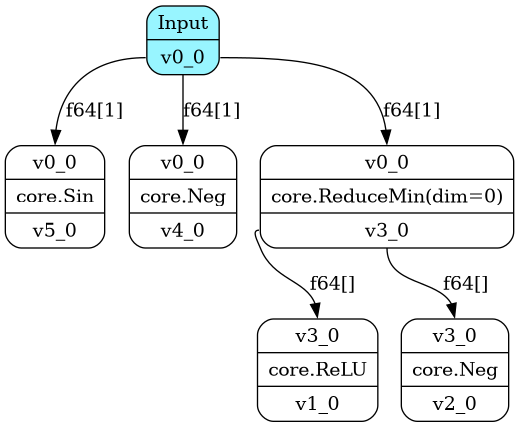 Input
v0_0
f64[1]
f64[1]
f64[1]
v0_0
core.Sin
v5_0
v0_0
core.Neg
v4_0
v0_0
core.ReduceMin(dim=0)
v3_0
f64[]
f64[]
v3_0
core.ReLU
v1_0
v3_0
core.Neg
v2_0